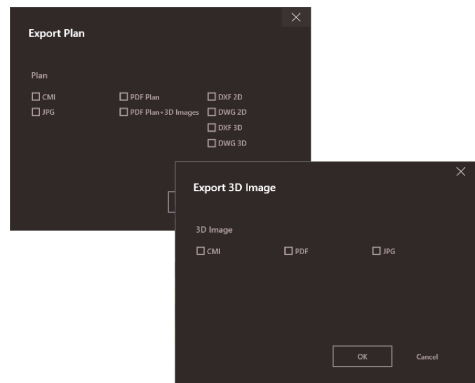 Export Plan
Plan
CMI PDF Plan DXF 2D
JPG PDF Plan+3D Images DWG 2D
DXF 3D
DWG 3D
Export 3D Image
3D Image
CMI PDF JPG
OK Cancel